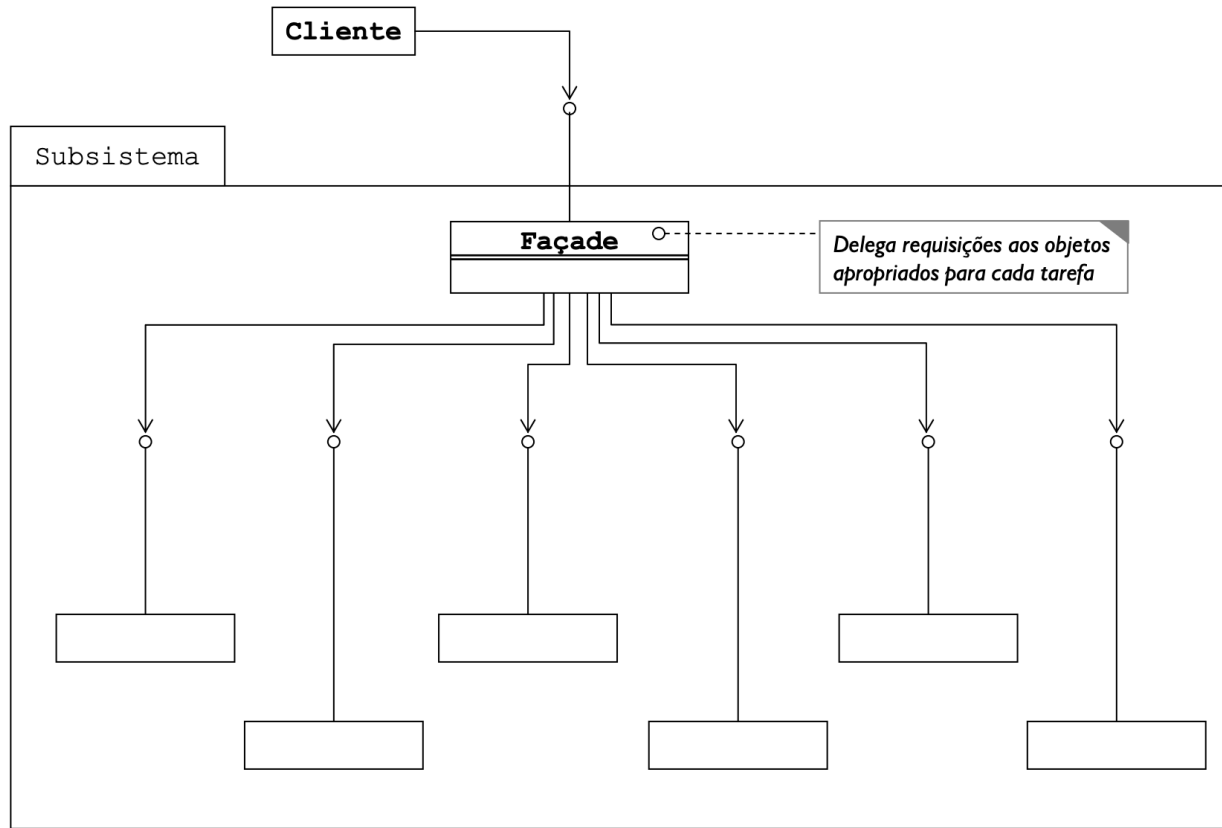 Cliente
Subsistema
Façade
Delega requisições aos objetos
apropriados para cada tarefa